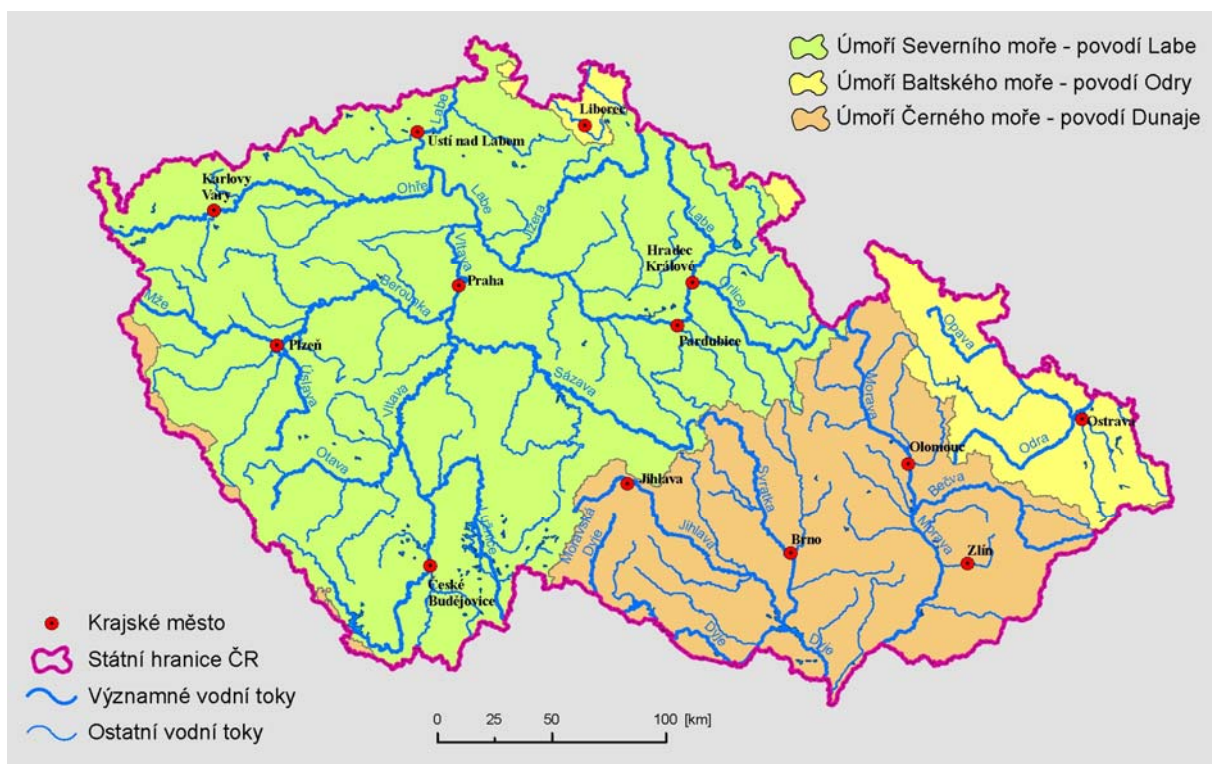 Úmoří Severního moře - povodí Labe
Úmoří Baltského moře - povodí Odry
Úmoří Černého moře - povodí Dunaje
Liberec
Labe
Ústí nad Labem
Karlovy
Vary
Ohře
Labe
Jizera
Labe
Vltava
Hradec
Králové
Praha
Orlice
Mže
Berounka
Opava
Pardubice
Plzeň
Úslava
Vltava
Sázava
Morava
Ostrava
Odra
Olomouc
Otava
Jihlava
Svratka
Bečva
Lužnice
Moravská
Dyje
Jihlava
Brno
Morava
Zlín
České
Budějovice
Dyje
Dyje
Krajské město
Státní hranice ČR
Významné vodní toky
Ostatní vodní toky
0 25 50 100 [km]